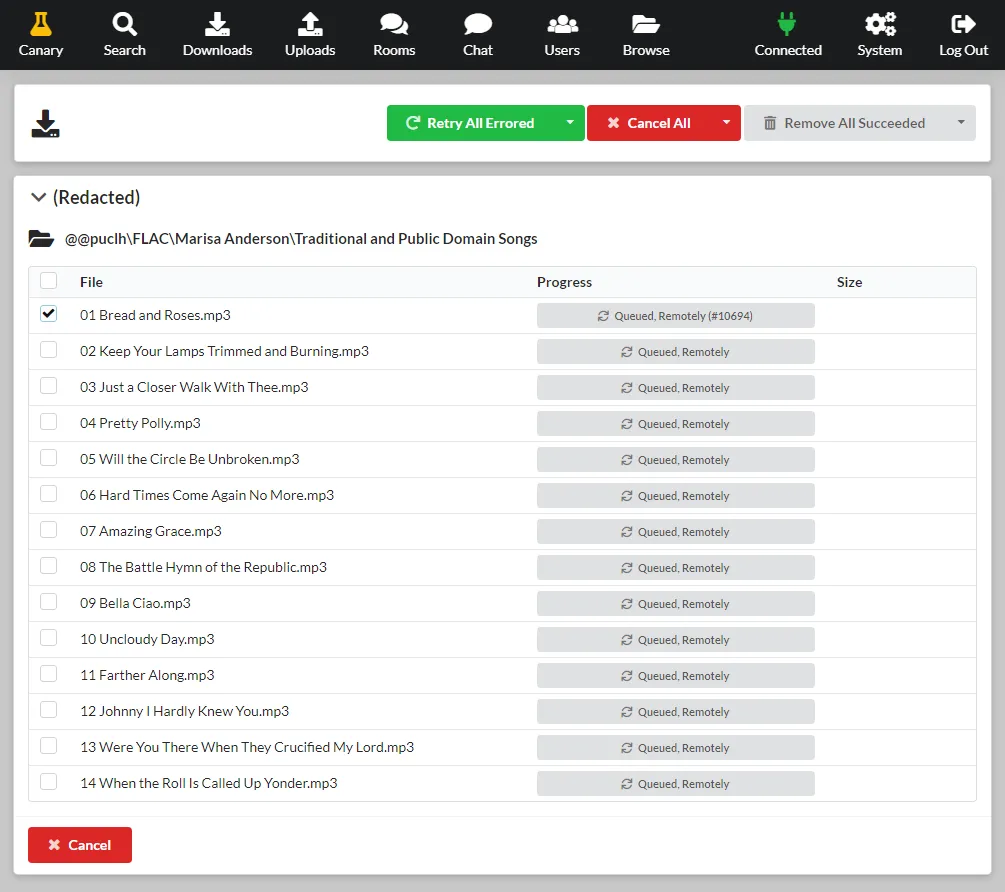 Canary Search Downloads Uploads Rooms Chat Users Browse Connected System Log Out
Retry All Errored Cancel All Remove All Succeeded
(Redacted)
@@puclh\FLAC\Marisa Anderson\Traditional and Public Domain Songs
File Progress Size
01 Bread and Roses.mp3 Queued, Remotely (#10694)
02 Keep Your Lamps Trimmed and Burning.mp3 Queued, Remotely
03 Just a Closer Walk With Thee.mp3 Queued, Remotely
04 Pretty Polly.mp3 Queued, Remotely
05 Will the Circle Be Unbroken.mp3 Queued, Remotely
06 Hard Times Come Again No More.mp3 Queued, Remotely
07 Amazing Grace.mp3 Queued, Remotely
08 The Battle Hymn of the Republic.mp3 Queued, Remotely
09 Bella Ciao.mp3 Queued, Remotely
10 Uncloudy Day.mp3 Queued, Remotely
11 Farther Along.mp3 Queued, Remotely
12 Johnny I Hardly Knew You.mp3 Queued, Remotely
13 Were You There When They Crucified My Lord.mp3 Queued, Remotely
14 When the Roll Is Called Up Yonder.mp3 Queued, Remotely
Cancel